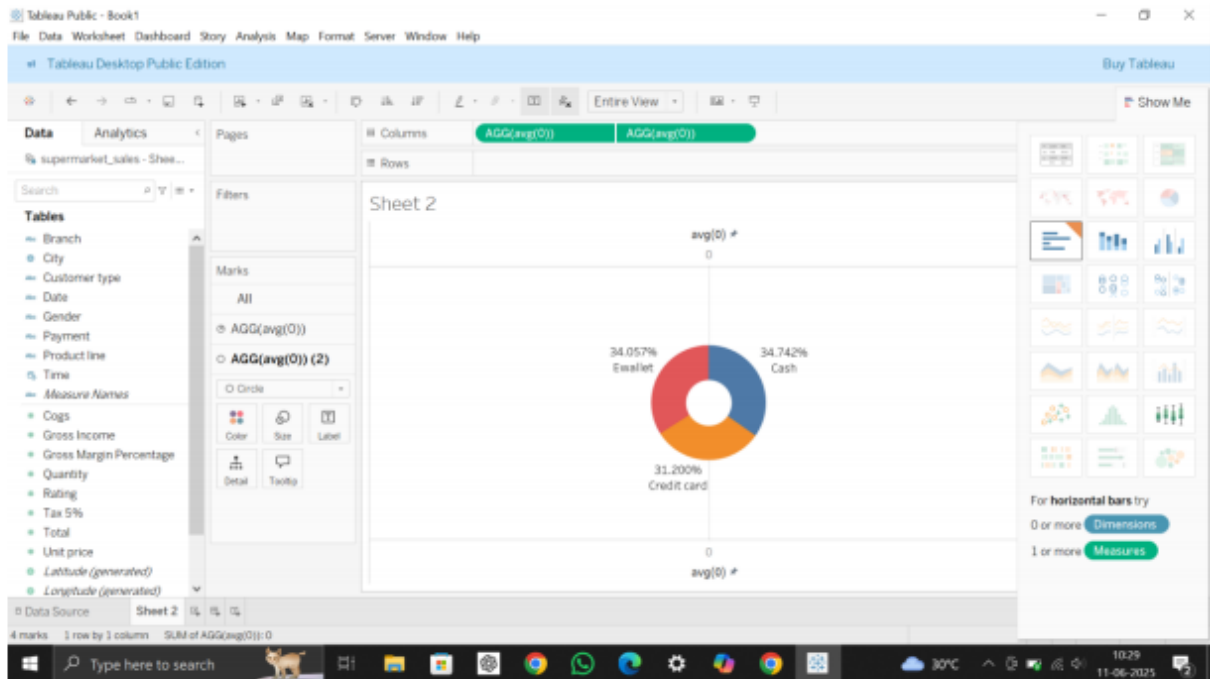 Tableau Public - Book1
File Data Worksheet Dashboard Story Analysis Map Format Server Window Help
Tableau Desktop Public Edition
Buy Tableau
Entire View
Show Me
Data Analytics
Pages
Columns
AGG(avg(0)) AGG(avg(0))
supermarket_sales - Shee...
Rows
Search
Filters
Sheet 2
Tables
Branch
City
Customer type
Date
Gender
Payment
Product line
Time
Measure Names
Cogs
Gross Income
Gross Margin Percentage
Quantity
Rating
Tax 5%
Total
Unit price
Latitude (generated)
Longitude (generated)
Marks
All
AGG(avg(0))
AGG(avg(0)) (2)
Circle
Color Size Label
Detail Tooltip
avg(0)
0
34.057%
Ewallet
34.742%
Cash
31.200%
Credit card
0
avg(0)
For horizontal bars try
0 or more Dimensions
1 or more Measures
Data Source Sheet 2
4 marks 1 row by 1 column SUM of AGG(avg(0)): 0
Type here to search
30°C
10:29
11-06-2025